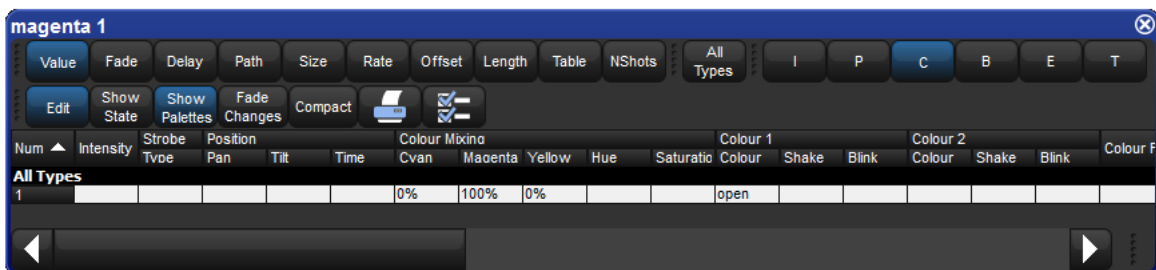 magenta 1
Value Fade Delay Path Size Rate Offset Length Table NShots All Types I P C B E T
Edit Show State Show Palettes Fade Changes Compact
Num Intensity Strobe Position Colour Mixing Colour 1 Colour 2 Colour F
Type Pan Tilt Time Cyan Magenta Yellow Hue Saturatio Colour Shake Blink Colour Shake Blink
All Types
1 0% 100% 0% open